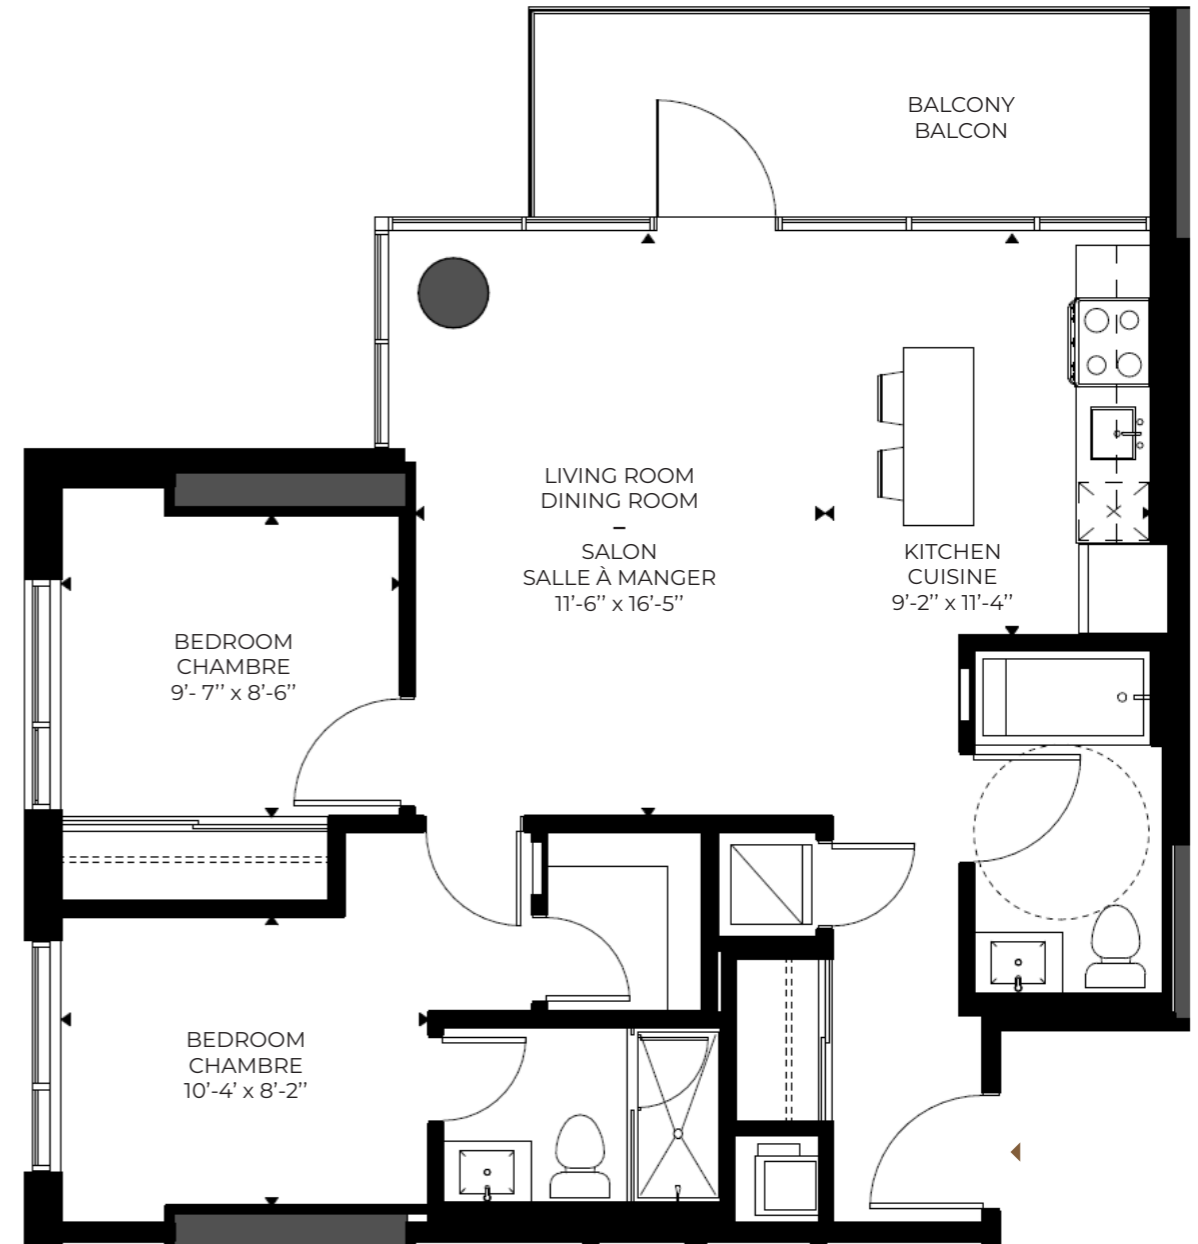 BALCONY
BALCON
LIVING ROOM
DINING ROOM
–
SALON
SALLE À MANGER
11’-6’’ x 16’-5’’
KITCHEN
CUISINE
9’-2’’ x 11’-4’’
BEDROOM
CHAMBRE
9’- 7’’ x 8’-6’’
BEDROOM
CHAMBRE
10’-4’ x 8’-2’’